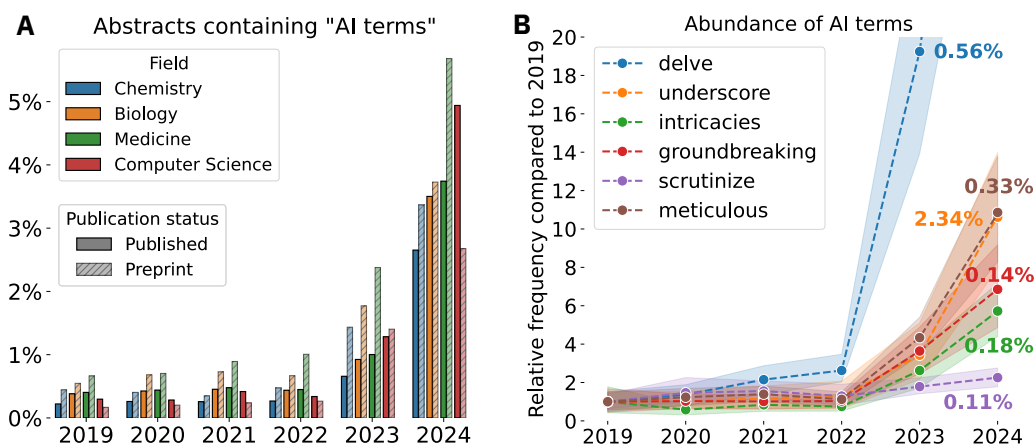 A
Abstracts containing "AI terms"
Field
Chemistry
Biology
Medicine
Computer Science
Publication status
Published
Preprint
5%
4%
3%
2%
1%
0%
2019 2020 2021 2022 2023 2024
B
Abundance of AI terms
Relative frequency compared to 2019
20
18
16
14
12
10
8
6
4
2
0
delve
underscore
intricacies
groundbreaking
scrutinize
meticulous
0.56%
0.33%
2.34%
0.14%
0.18%
0.11%
2019 2020 2021 2022 2023 2024